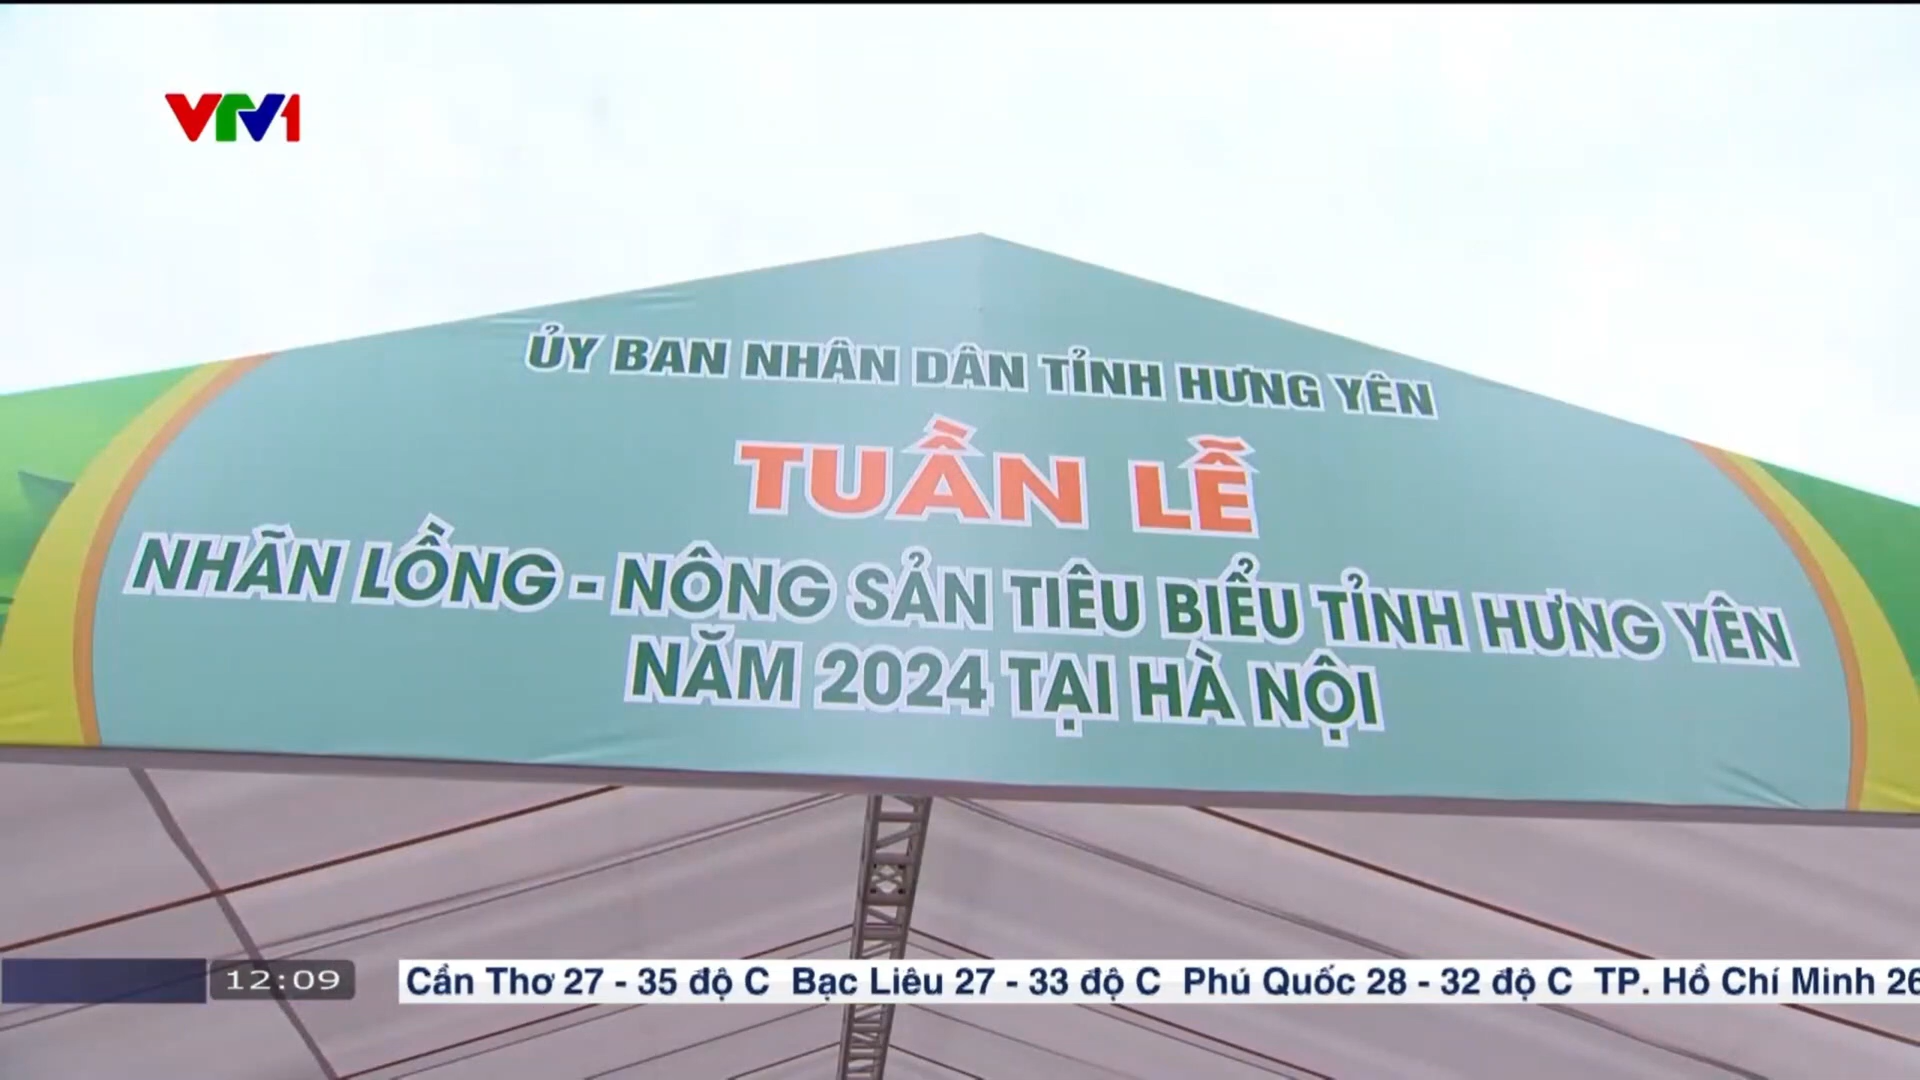 VTV1
ỦY BAN NHÂN DÂN TỈNH HƯNG YÊN
TUẦN LỄ
NHÃN LỒNG - NÔNG SẢN TIÊU BIỂU TỈNH HƯNG YÊN
NĂM 2024 TẠI HÀ NỘI
12:09 Cần Thơ 27 - 35 độ C Bạc Liêu 27 - 33 độ C Phú Quốc 28 - 32 độ C TP. Hồ Chí Minh 26